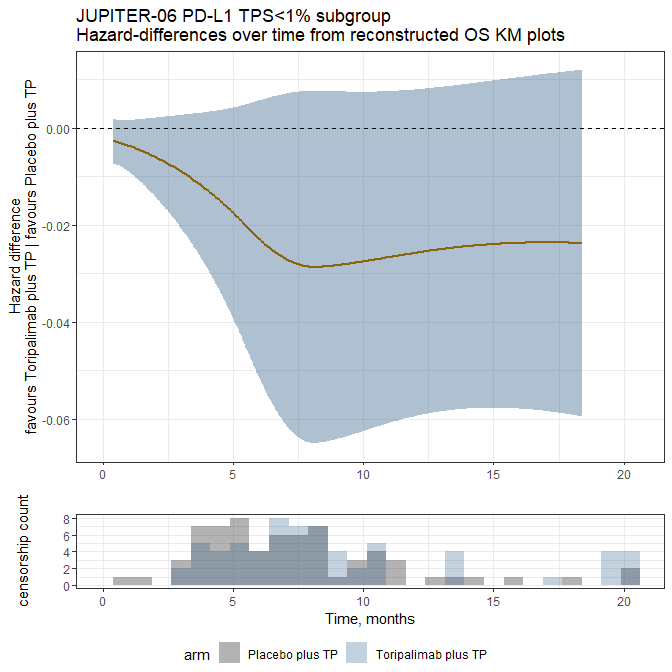 JUPITER-06 PD-L1 TPS<1% subgroup
Hazard-differences over time from reconstructed OS KM plots
Hazard difference
favours Toripalimab plus TP | favours Placebo plus TP
0.00
-0.02
-0.04
-0.06
0 5 10 15 20
censorship count
8
6
4
2
0
0 5 10 15 20
Time, months
arm Placebo plus TP Toripalimab plus TP